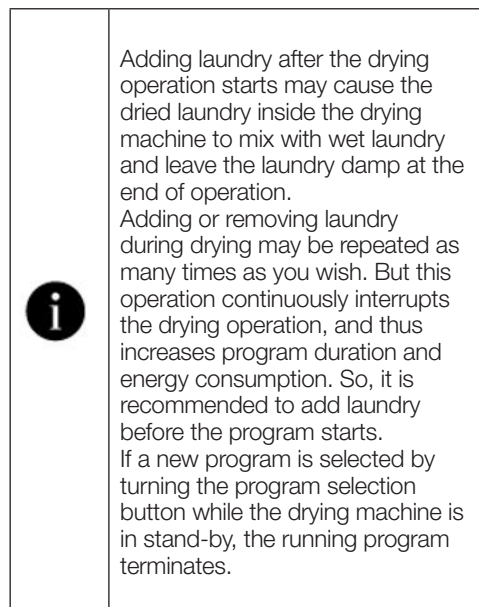 Adding laundry after the drying
operation starts may cause the
dried laundry inside the drying
machine to mix with wet laundry
and leave the laundry damp at the
end of operation.
Adding or removing laundry
during drying may be repeated as
many times as you wish. But this
operation continuously interrupts
the drying operation, and thus
increases program duration and
energy consumption. So, it is
recommended to add laundry
before the program starts.
If a new program is selected by
turning the program selection
button while the drying machine is
in stand-by, the running program
terminates.